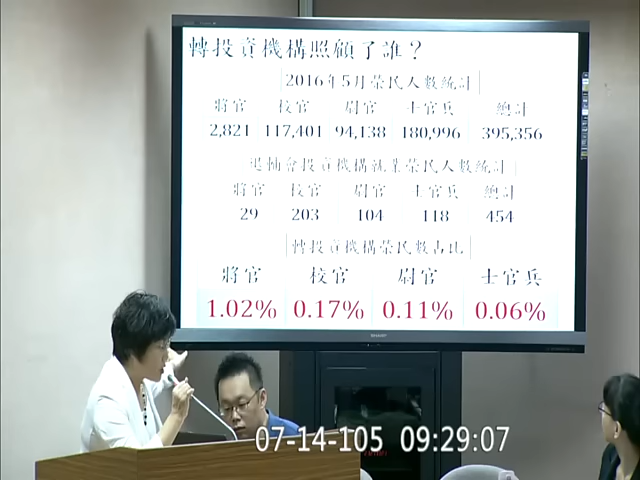 轉投資機構照顧了誰？
2016年5月榮民人數統計
將官 校官 尉官 士官兵 總計
2,821 117,401 94,138 180,996 395,356
退輔會投資機構就業榮民人數統計
將官 校官 尉官 士官兵 總計
29 203 104 118 454
轉投資機構榮民數占比
將官 校官 尉官 士官兵
1.02% 0.17% 0.11% 0.06%
SHARP
07-14-105 09:29:07